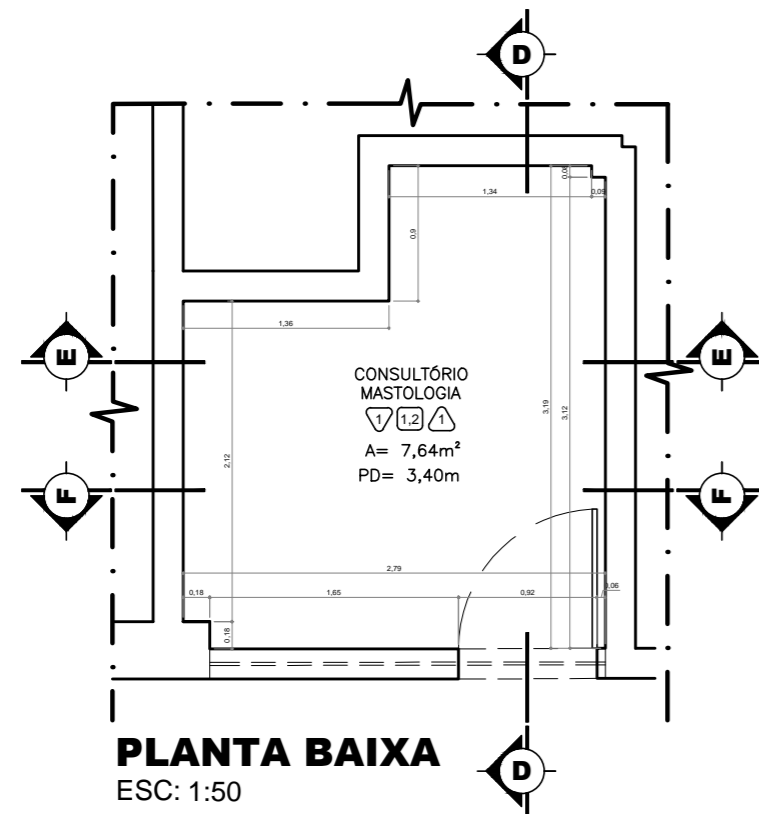 D
1,34
0,09
0,06
0,9
1,36
E
E
CONSULTÓRIO
MASTOLOGIA
1 1,2 1
A= 7,64m²
PD= 3,40m
3,19
3,12
2,12
F
F
2,79
0,18
1,65
0,92
0,06
0,18
PLANTA BAIXA
ESC: 1:50
D